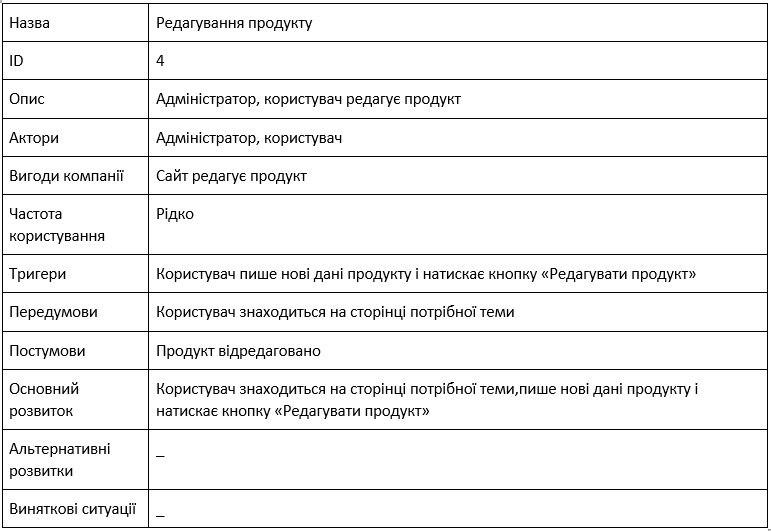 Назва Редагування продукту
ID 4
Опис Адміністратор, користувач редагує продукт
Актори Адміністратор, користувач
Вигоди компанії Сайт редагує продукт
Частота Рідко
користування
Тригери Користувач пише нові дані продукту і натискає кнопку «Редагувати продукт»
Передумови Користувач знаходиться на сторінці потрібної теми
Постумови Продукт відредаговано
Основний Користувач знаходиться на сторінці потрібної теми,пише нові дані продукту і
розвиток натискає кнопку «Редагувати продукт»
Альтернативні _
розвитки
Виняткові ситуації _